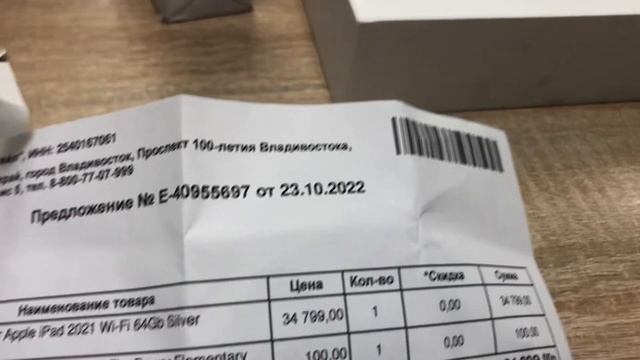 ИНН: 2540167061
край, город Владивосток, Проспект 100-летия Владивостока,
5, тел. 8-800-77-07-999
Предложение № E-40955697 от 23.10.2022
Наименование товара Цена Кол-во *Скидка Сумма
Apple iPad 2021 Wi-Fi 64Gb Silver 34 799,00 1 0,00 34 799,00
Elementary 100,00 1 0,00 100,00